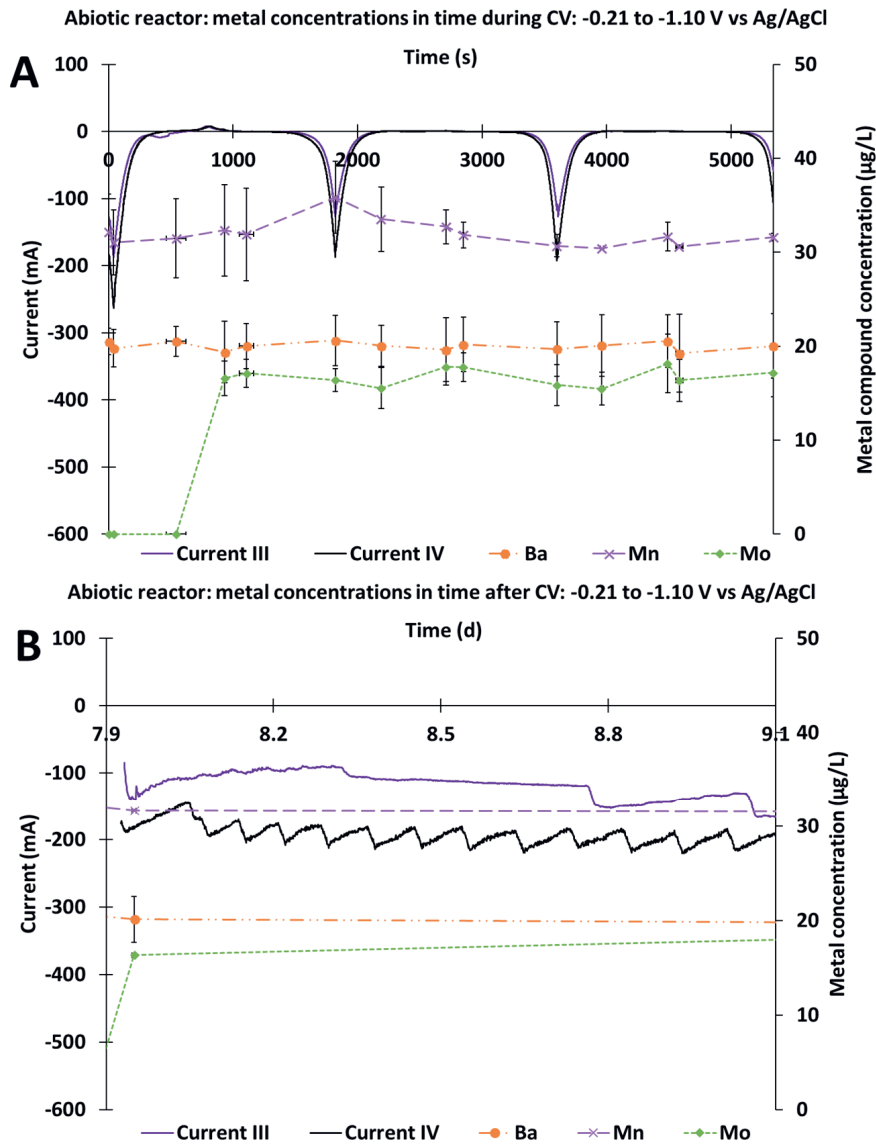 Abiotic reactor: metal concentrations in time during CV: -0.21 to -1.10 V vs Ag/AgCl
A
Time (s)
100
0
-100
-200
-300
-400
-500
-600
0
1000
2000
3000
4000
5000
50
40
30
20
10
0
Current (mA)
Metal compound concentration (µg/L)
Current III
Current IV
Ba
Mn
Mo
Abiotic reactor: metal concentrations in time after CV: -0.21 to -1.10 V vs Ag/AgCl
B
Time (d)
100
0
-100
-200
-300
-400
-500
-600
7.9
8.2
8.5
8.8
9.1
50
40
30
20
10
0
Current (mA)
Metal concentration (µg/L)
Current III
Current IV
Ba
Mn
Mo